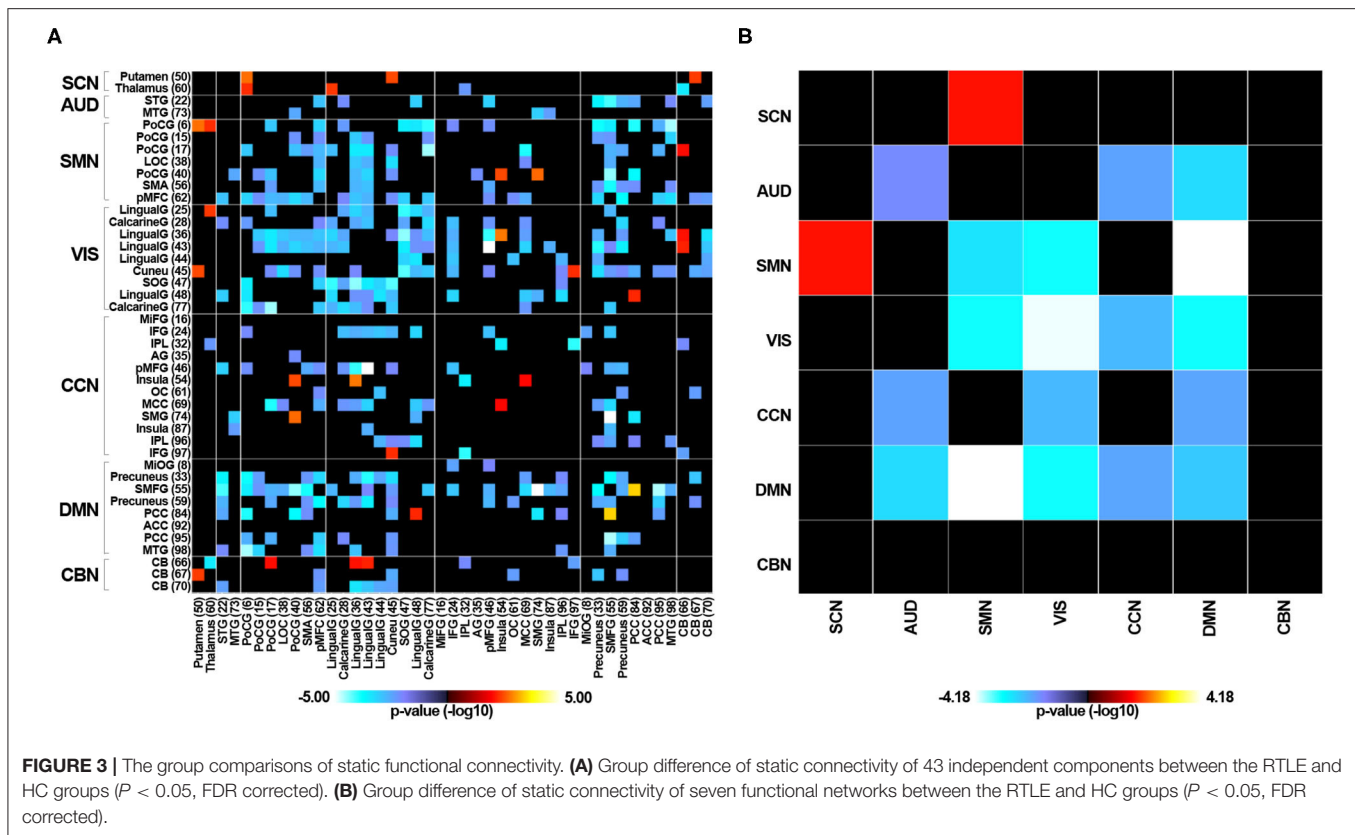 A
SCN
Putamen (50)
Thalamus (60)
AUD
STG (22)
MTG (73)
SMN
PoCG (6)
PoCG (15)
PoCG (17)
LOC (38)
PoCG (40)
SMA (56)
pMFC (62)
VIS
LingualG (25)
CalcarineG (28)
LingualG (36)
LingualG (43)
LingualG (44)
Cuneu (45)
SOG (47)
LingualG (48)
CalcarineG (77)
CCN
MiFG (16)
IFG (24)
IPL (32)
AG (35)
pMFG (46)
Insula (54)
OC (61)
MCC (69)
SMG (74)
Insula (87)
IPL (96)
IFG (97)
DMN
MiOG (8)
Precuneus (33)
SMFG (55)
Precuneus (59)
PCC (84)
ACC (92)
PCC (95)
MTG (98)
CBN
CB (66)
CB (67)
CB (70)
Putamen (50)
Thalamus (60)
STG (22)
MTG (73)
PoCG (6)
PoCG (15)
PoCG (17)
LOC (38)
PoCG (40)
SMA (56)
pMIFC (62)
LingualG (25)
CalcarineG (28)
LingualG (36)
LingualG (43)
LingualG (44)
Cuneu (45)
SOG (47)
LingualG (48)
CalcarineG (77)
MiFG (16)
IFG (24)
IPL (32)
AG (35)
pMFG (46)
Insula (54)
OC (61)
MCC (69)
SMG (74)
Insula (87)
IPL (96)
IFG (97)
MiOG (8)
Precuneus (33)
SMFG (55)
Precuneus (59)
PCC (84)
ACC (92)
PCC (95)
MTG (98)
CB (66)
CB (67)
CB (70)
-5.00 5.00
p-value (-log10)
B
SCN
AUD
SMN
VIS
CCN
DMN
CBN
SCN
AUD
SMN
VIS
CCN
DMN
CBN
-4.18 4.18
p-value (-log10)
FIGURE 3 | The group comparisons of static functional connectivity. (A) Group difference of static connectivity of 43 independent components between the RTLE and
HC groups (P < 0.05, FDR corrected). (B) Group difference of static connectivity of seven functional networks between the RTLE and HC groups (P < 0.05, FDR
corrected).